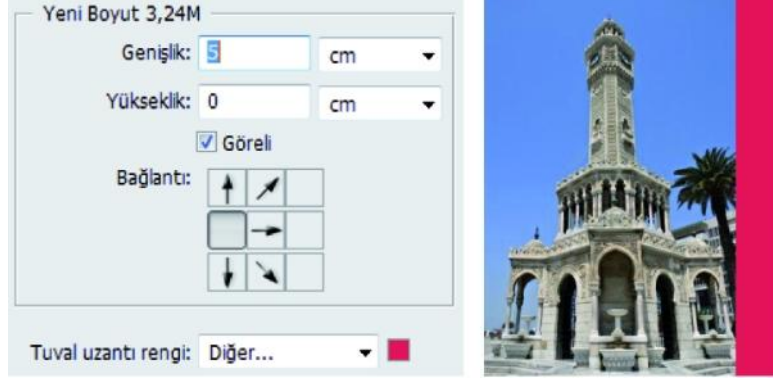 Yeni Boyut 3,24M
Genişlik: 5 cm
Yükseklik: 0 cm
Göreli
Bağlantı:
Tuval uzantı rengi: Diğer...